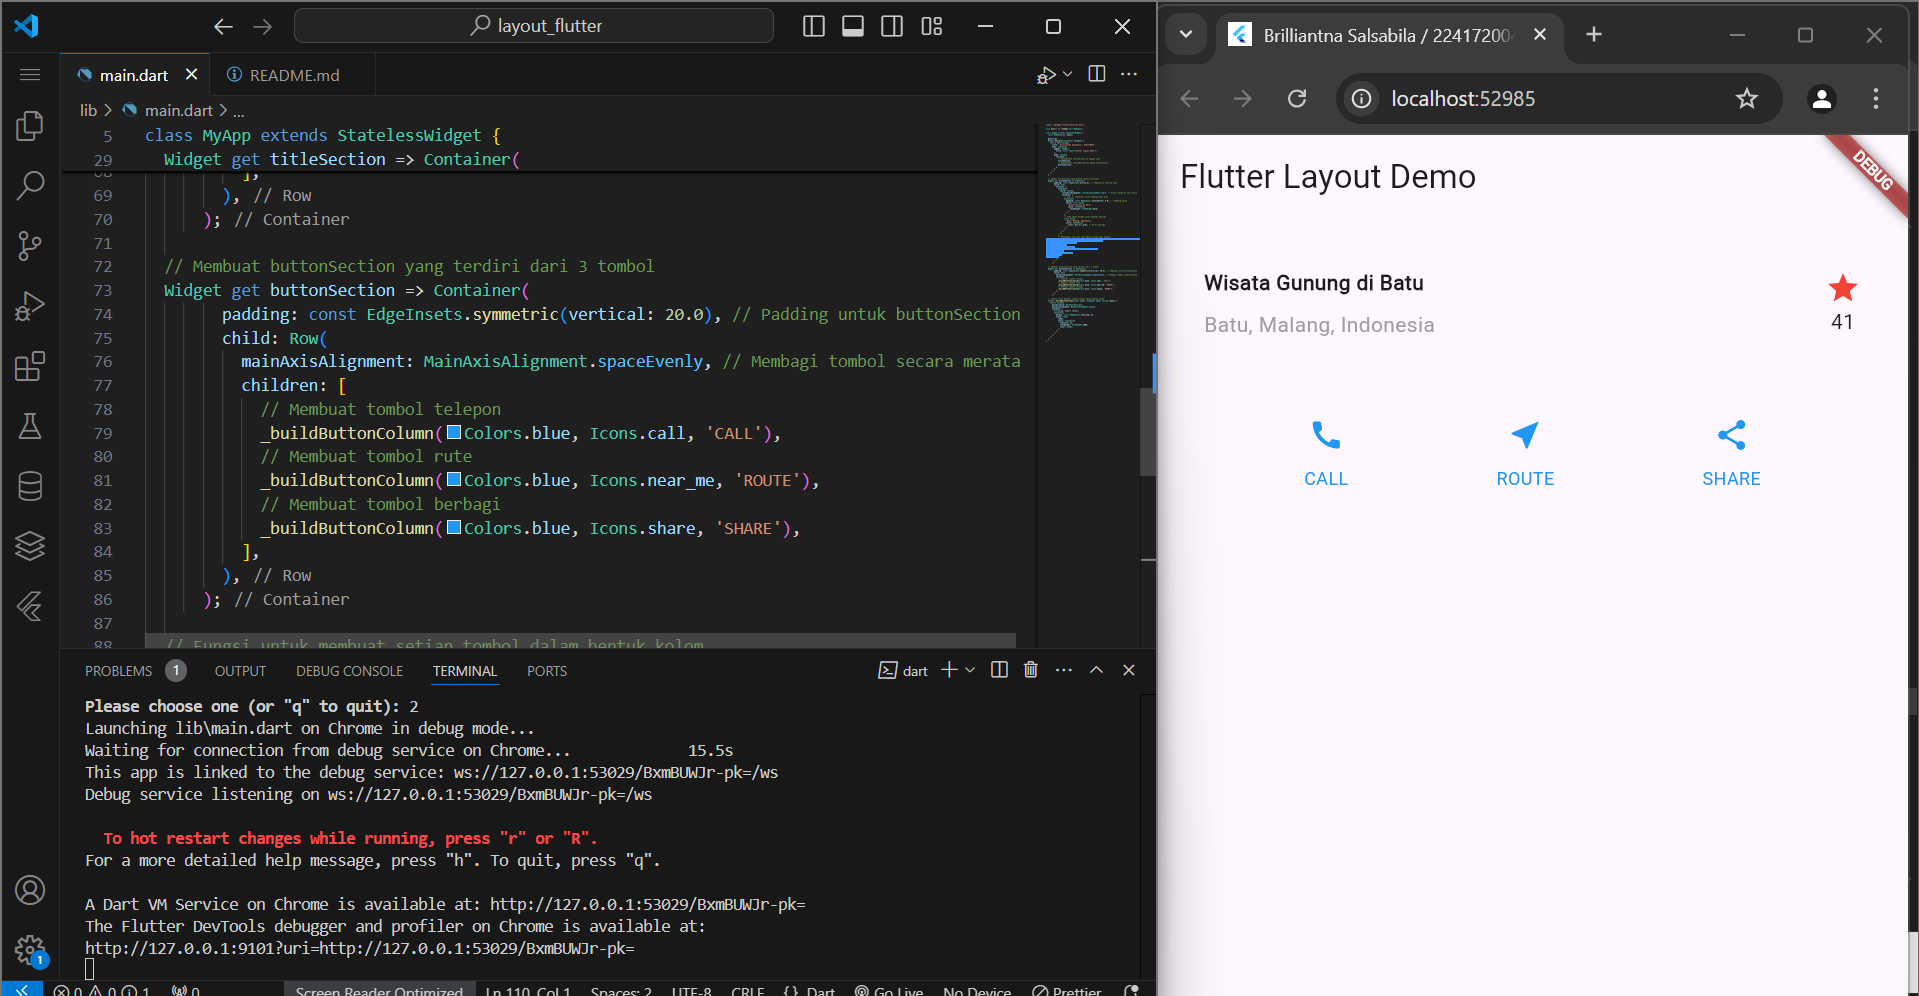 layout_flutter
main.dart
README.md
lib > main.dart > ...
5 class MyApp extends StatelessWidget {
29 Widget get titleSection => Container(
68 ],
69 ), // Row
70 ); // Container
71
72 // Membuat buttonSection yang terdiri dari 3 tombol
73 Widget get buttonSection => Container(
74 padding: const EdgeInsets.symmetric(vertical: 20.0), // Padding untuk buttonSection
75 child: Row(
76 mainAxisAlignment: MainAxisAlignment.spaceEvenly, // Membagi tombol secara merata
77 children: [
78 // Membuat tombol telepon
79 _buildButtonColumn(Colors.blue, Icons.call, 'CALL'),
80 // Membuat tombol rute
81 _buildButtonColumn(Colors.blue, Icons.near_me, 'ROUTE'),
82 // Membuat tombol berbagi
83 _buildButtonColumn(Colors.blue, Icons.share, 'SHARE'),
84 ],
85 ), // Row
86 ); // Container
87
88 // Fungsi untuk membuat setiap tombol dalam bentuk kolom
PROBLEMS 1 OUTPUT DEBUG CONSOLE TERMINAL PORTS
dart
Please choose one (or "q" to quit): 2
Launching lib\main.dart on Chrome in debug mode...
Waiting for connection from debug service on Chrome... 15.5s
This app is linked to the debug service: ws://127.0.0.1:53029/BxmBUWJr-pk=/ws
Debug service listening on ws://127.0.0.1:53029/BxmBUWJr-pk=/ws
To hot restart changes while running, press "r" or "R".
For a more detailed help message, press "h". To quit, press "q".
A Dart VM Service on Chrome is available at: http://127.0.0.1:53029/BxmBUWJr-pk=
The Flutter DevTools debugger and profiler on Chrome is available at:
http://127.0.0.1:9101?uri=http://127.0.0.1:53029/BxmBUWJr-pk=
1
0 0 1 0 Screen Reader Optimized Ln 110, Col 1 Spaces: 2 UTF-8 CRLF {} Dart Go Live No Device Prettier
Brilliantna Salsabila / 224172004
localhost:52985
DEBUG
Flutter Layout Demo
Wisata Gunung di Batu
Batu, Malang, Indonesia
41
CALL
ROUTE
SHARE